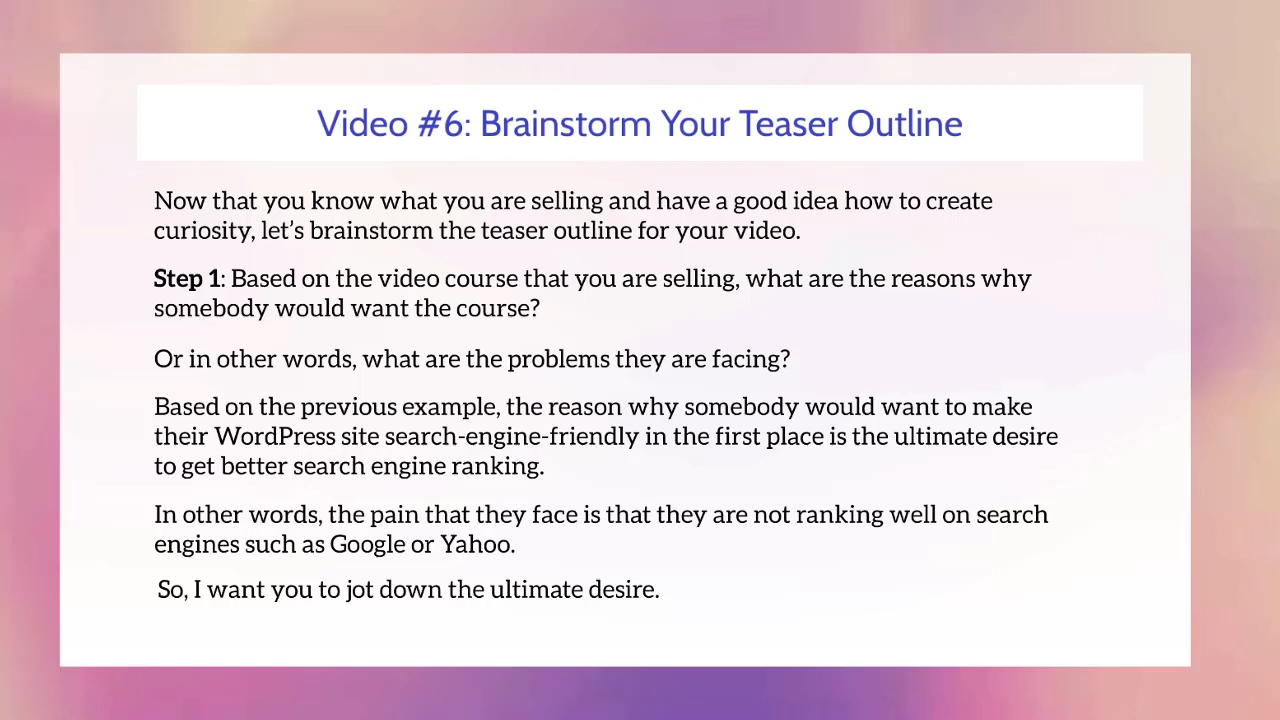 Video #6: Brainstorm Your Teaser Outline
Now that you know what you are selling and have a good idea how to create
curiosity, let’s brainstorm the teaser outline for your video.
Step 1: Based on the video course that you are selling, what are the reasons why
somebody would want the course?
Or in other words, what are the problems they are facing?
Based on the previous example, the reason why somebody would want to make
their WordPress site search-engine-friendly in the first place is the ultimate desire
to get better search engine ranking.
In other words, the pain that they face is that they are not ranking well on search
engines such as Google or Yahoo.
So, I want you to jot down the ultimate desire.